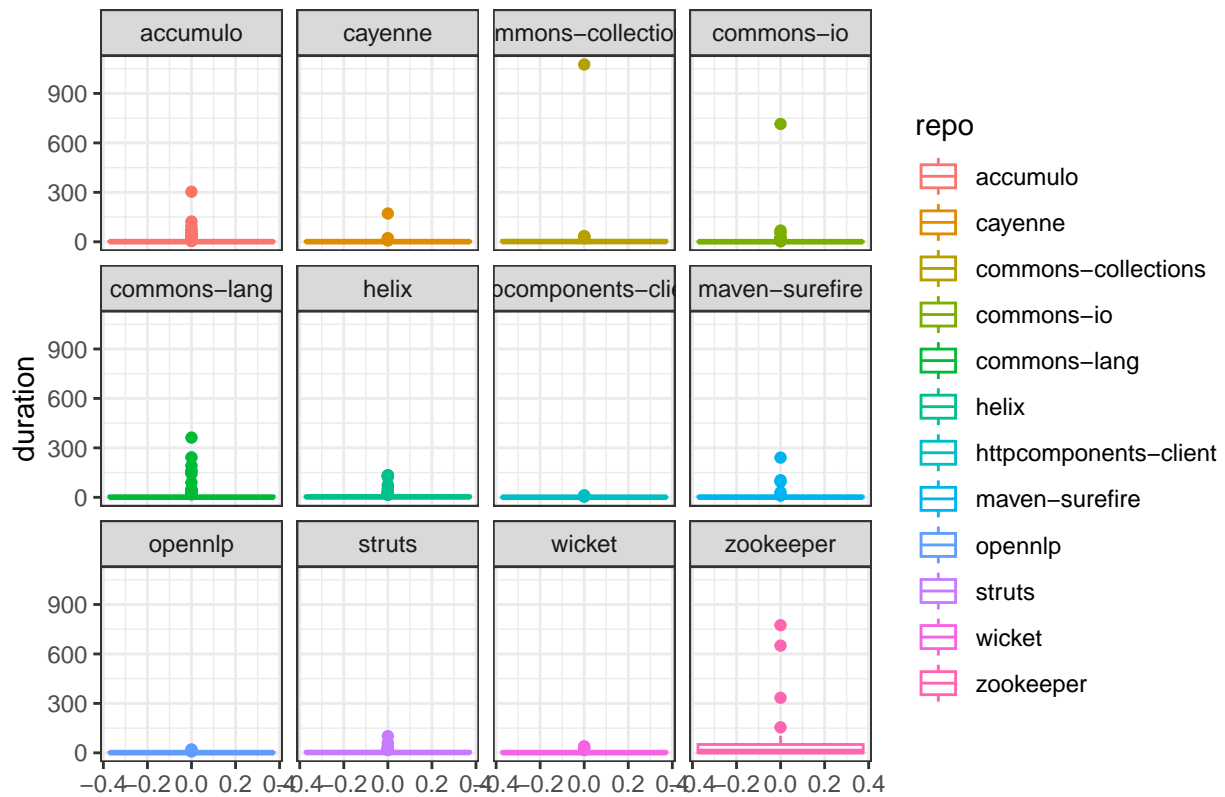 accumulo cayenne mmons−collectio commons−io
900
600
300
0
commons−lang helix ocomponents−clie maven−surefire
900
600
300
0
opennlp struts wicket zookeeper
900
600
300
0
−0.4−0.2 0.0 0.2 0.4−0.4−0.2 0.0 0.2 0.4−0.4−0.2 0.0 0.2 0.4−0.4−0.2 0.0 0.2 0.4
duration
repo
accumulo
cayenne
commons−collections
commons−io
commons−lang
helix
httpcomponents−client
maven−surefire
opennlp
struts
wicket
zookeeper